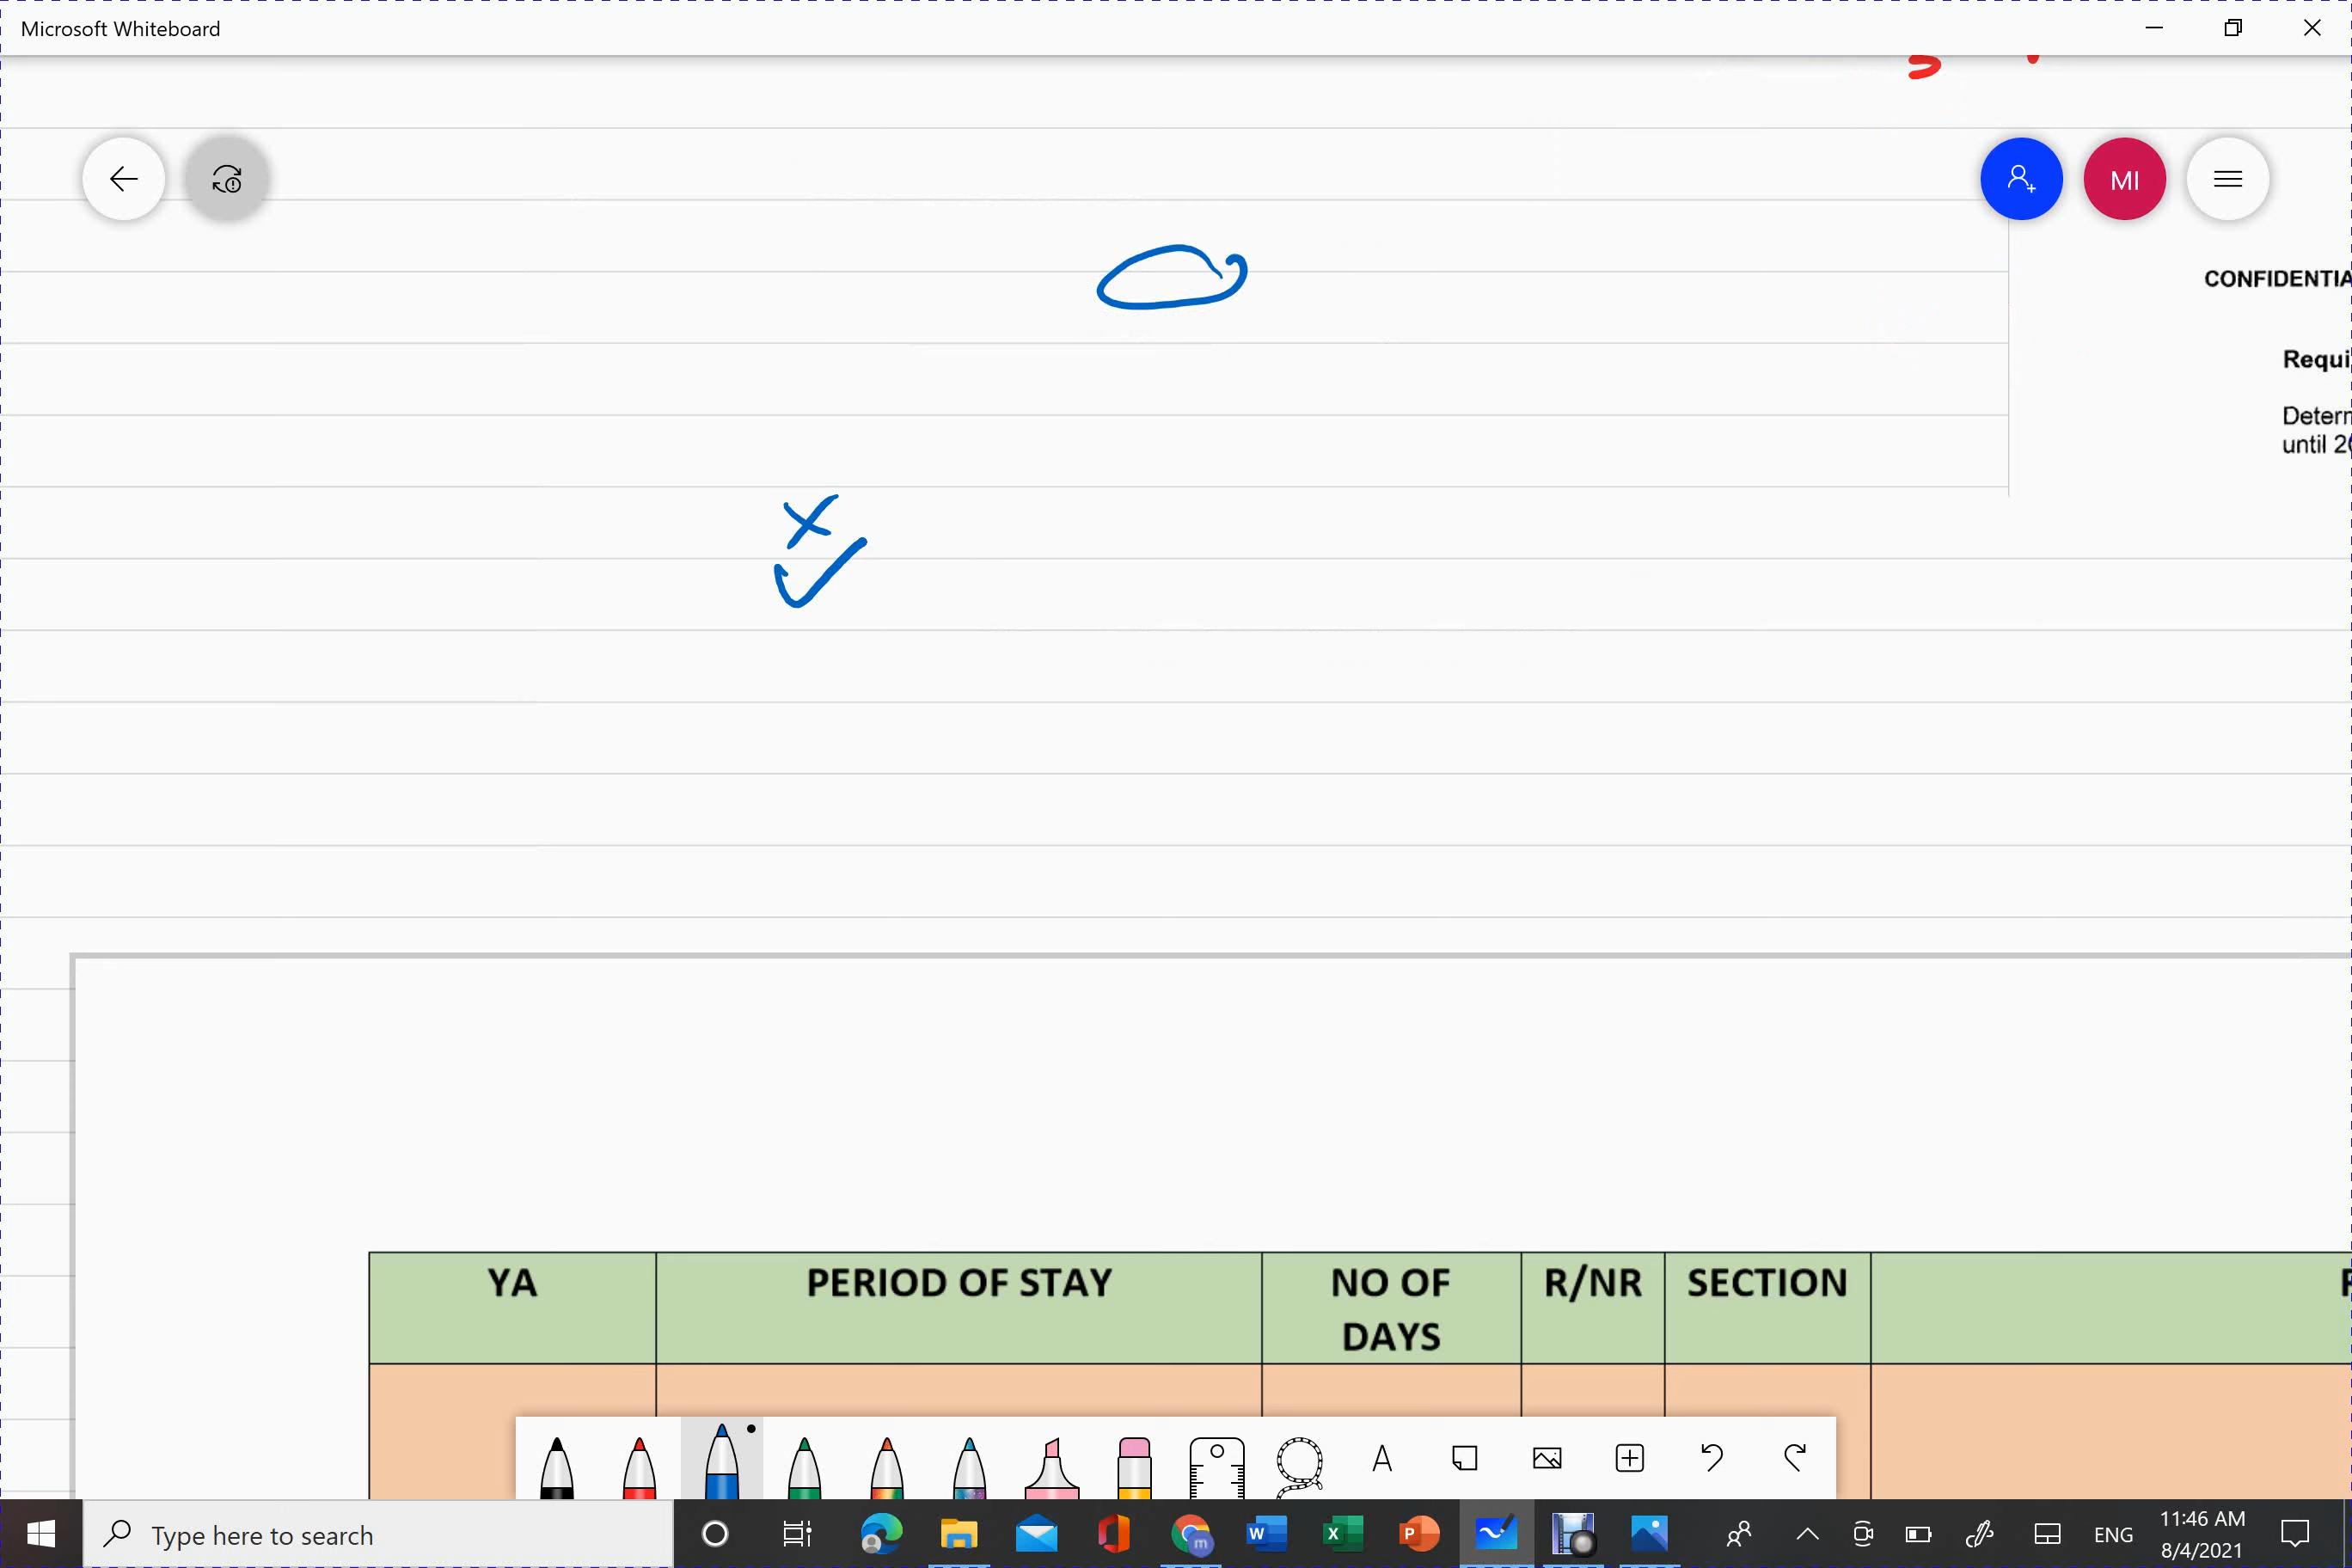 Microsoft Whiteboard
MI
CONFIDENTIA
Requi
Determ
until 2
YA
PERIOD OF STAY
NO OF DAYS
R/NR
SECTION
A
Type here to search
ENG
11:46 AM
8/4/2021